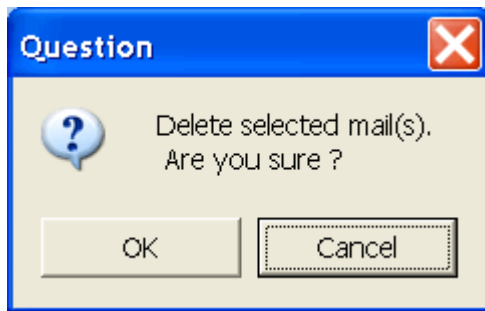 Question
Delete selected mail(s).
Are you sure ?
OK
Cancel